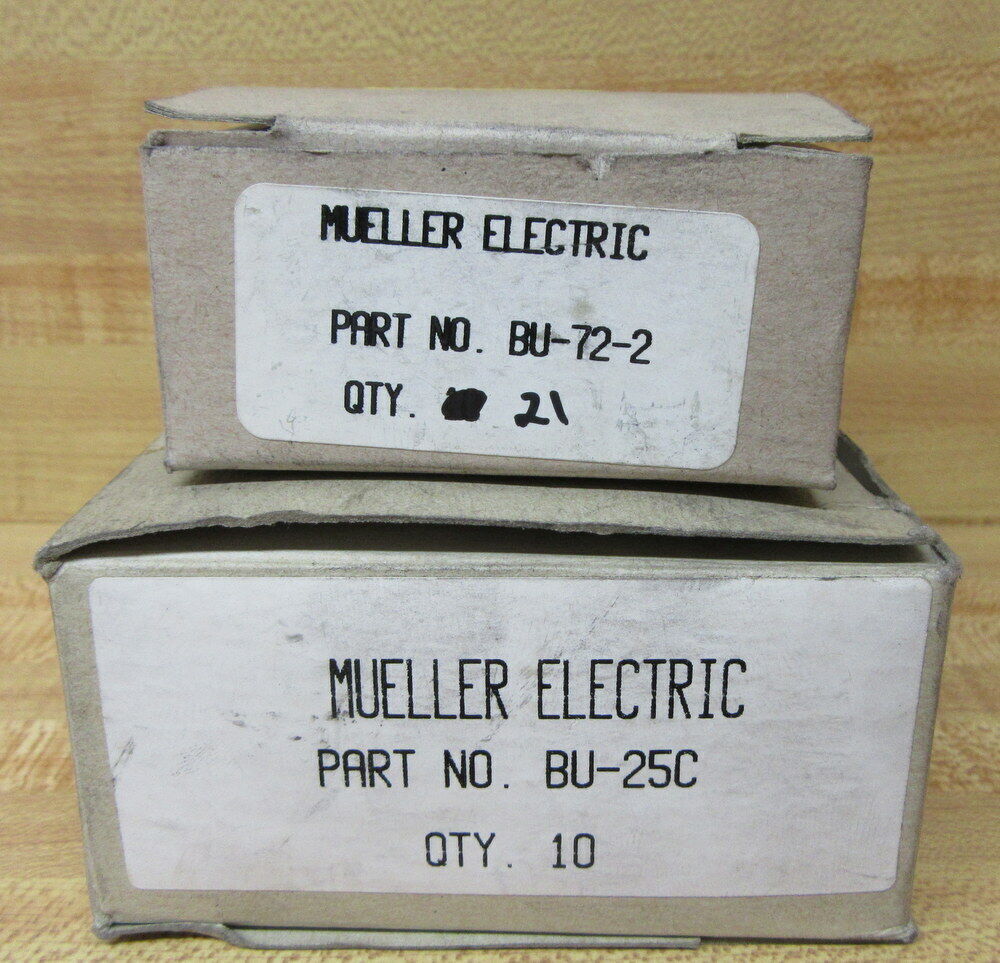 MUELLER ELECTRIC
PART NO. BU-72-2
QTY. 21
MUELLER ELECTRIC
PART NO. BU-25C
QTY. 10